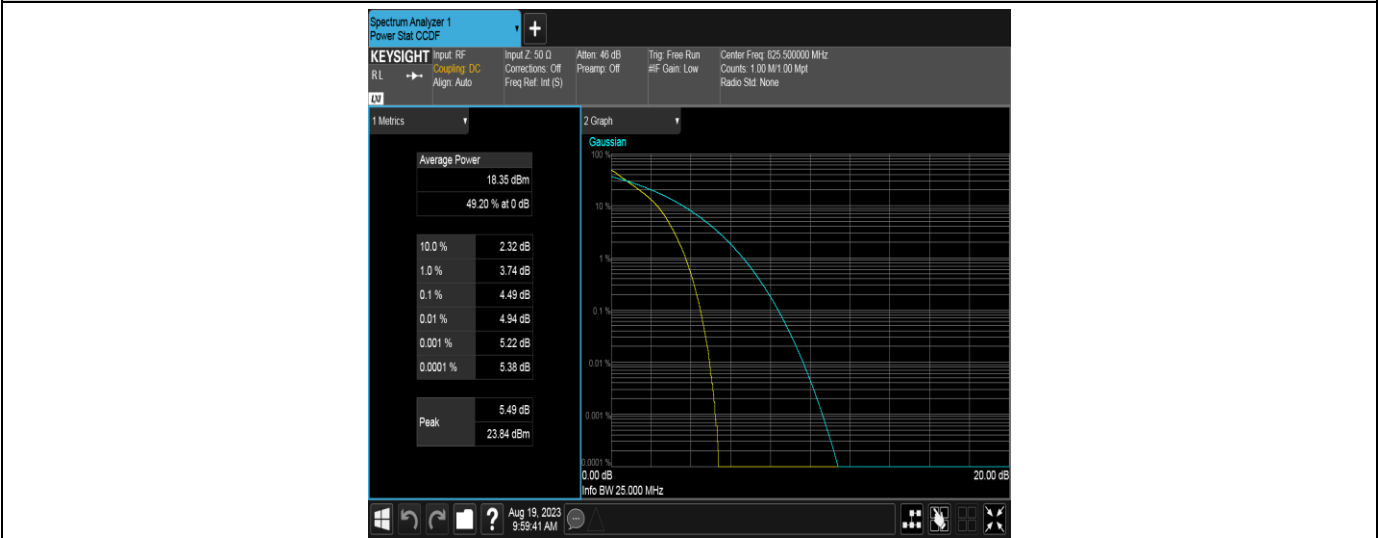 Spectrum Analyzer 1
Power Stat CCDF
KEYSIGHT
RL
LXI
Input: RF
Coupling: DC
Align: Auto
Input Z: 50 Ω
Corrections: Off
Freq Ref: Int (S)
Atten: 46 dB
Preamp: Off
Trig: Free Run
#IF Gain: Low
Center Freq: 825.500000 MHz
Counts: 1.00 M/1.00 Mpt
Radio Std: None
1 Metrics
Average Power
18.35 dBm
49.20 % at 0 dB
10.0 % 2.32 dB
1.0 % 3.74 dB
0.1 % 4.49 dB
0.01 % 4.94 dB
0.001 % 5.22 dB
0.0001 % 5.38 dB
Peak
5.49 dB
23.84 dBm
2 Graph
Gaussian
100 %
10 %
1 %
0.1 %
0.01 %
0.001 %
0.0001 %
0.00 dB 20.00 dB
Info BW 25.000 MHz
Aug 19, 2023
9:59:41 AM